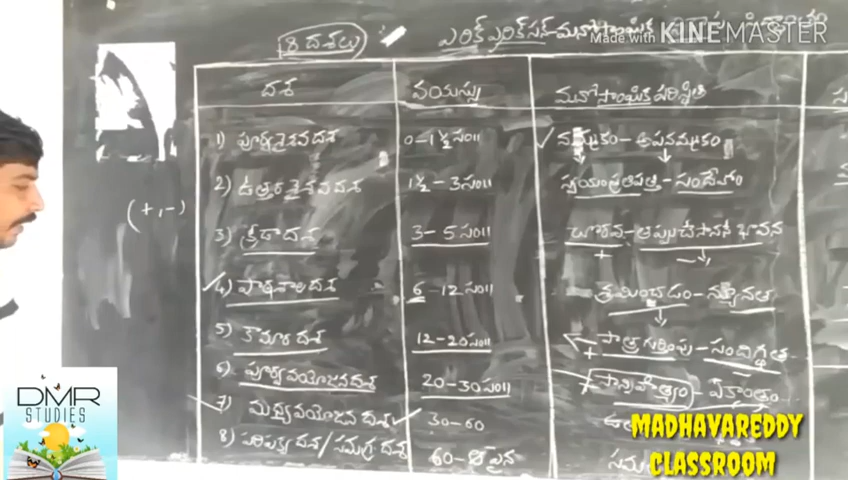 8 దశలు
ఎరిక్ ఎరిక్‌సన్-మనోసాంఘిక
Made with KINEMASTER
దశ వయస్సు మనోసాంఘిక పరిస్థితి
1) పూర్వశైశవదశ 0-1½ సం॥ నమ్మకం-అపనమ్మకం
2) ఉత్తరశైశవదశ 1½-3సం॥ స్వయంప్రతిపత్తి-సందేహం
(+,-)
3) క్రీడాదశ 3-5సం॥ చొరవ-తప్పుచేసాననే భావన
+ -
4) పాఠశాలదశ 6-12సం॥ శ్రమించడం-న్యూనత
5) కౌమారదశ 12-20సం॥ పాత్రగుర్తింపు-సందిగ్ధత
+ -
6) పూర్వవయోజనదశ 20-30సం॥ సాన్నిహిత్యం-ఏకాంతం
+
7) మధ్యవయోజనదశ 30-60
8) పరిపక్వదశ/సమగ్రదశ 60-ఆపైన
DMR
STUDIES
MADHAVAREDDY
CLASSROOM